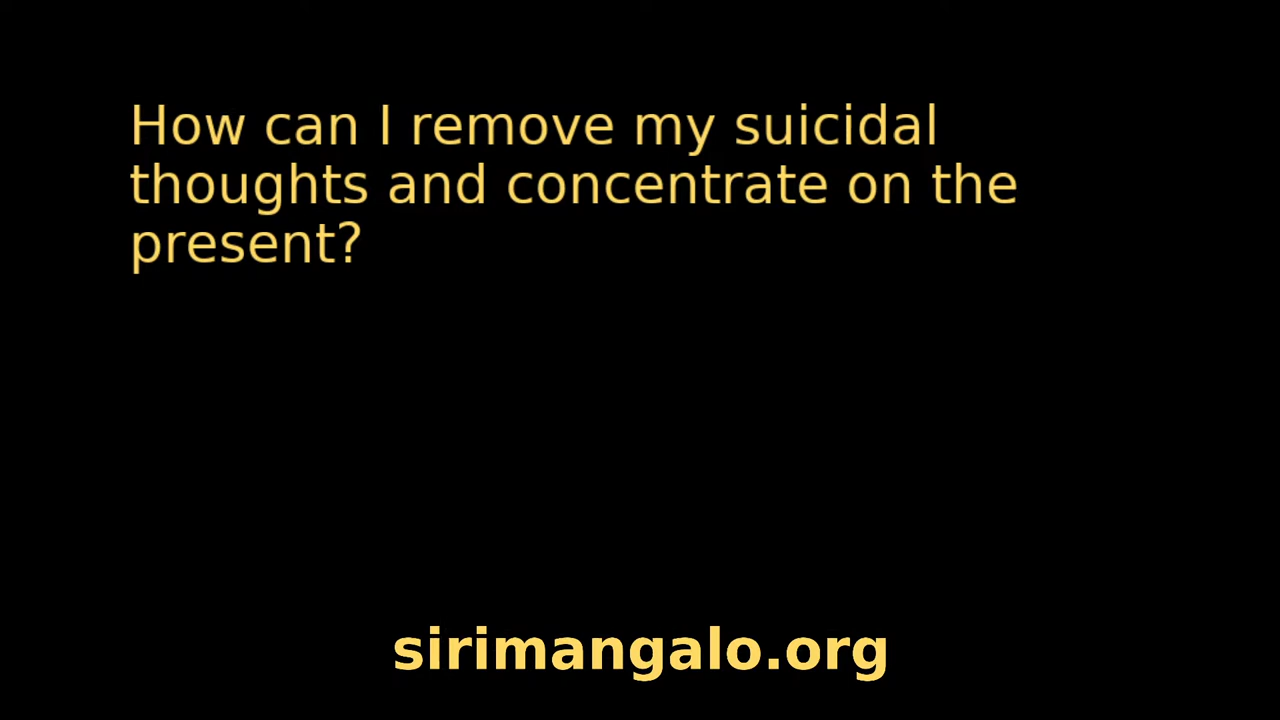 How can I remove my suicidal
thoughts and concentrate on the
present?
sirimangalo.org